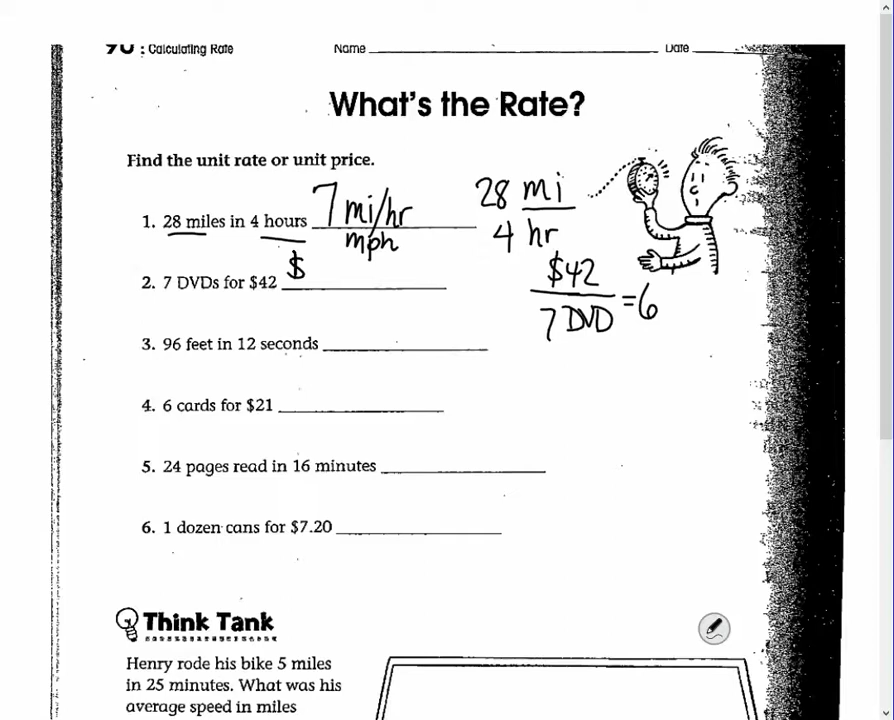 : Calculating Rate Name Date
What's the Rate?
Find the unit rate or unit price.
1. 28 miles in 4 hours 7 mi/hr
mph
28 mi
4 hr
2. 7 DVDs for $42 $
$42
7 DVD =6
3. 96 feet in 12 seconds
4. 6 cards for $21
5. 24 pages read in 16 minutes
6. 1 dozen cans for $7.20
Think Tank
Henry rode his bike 5 miles
in 25 minutes. What was his
average speed in miles